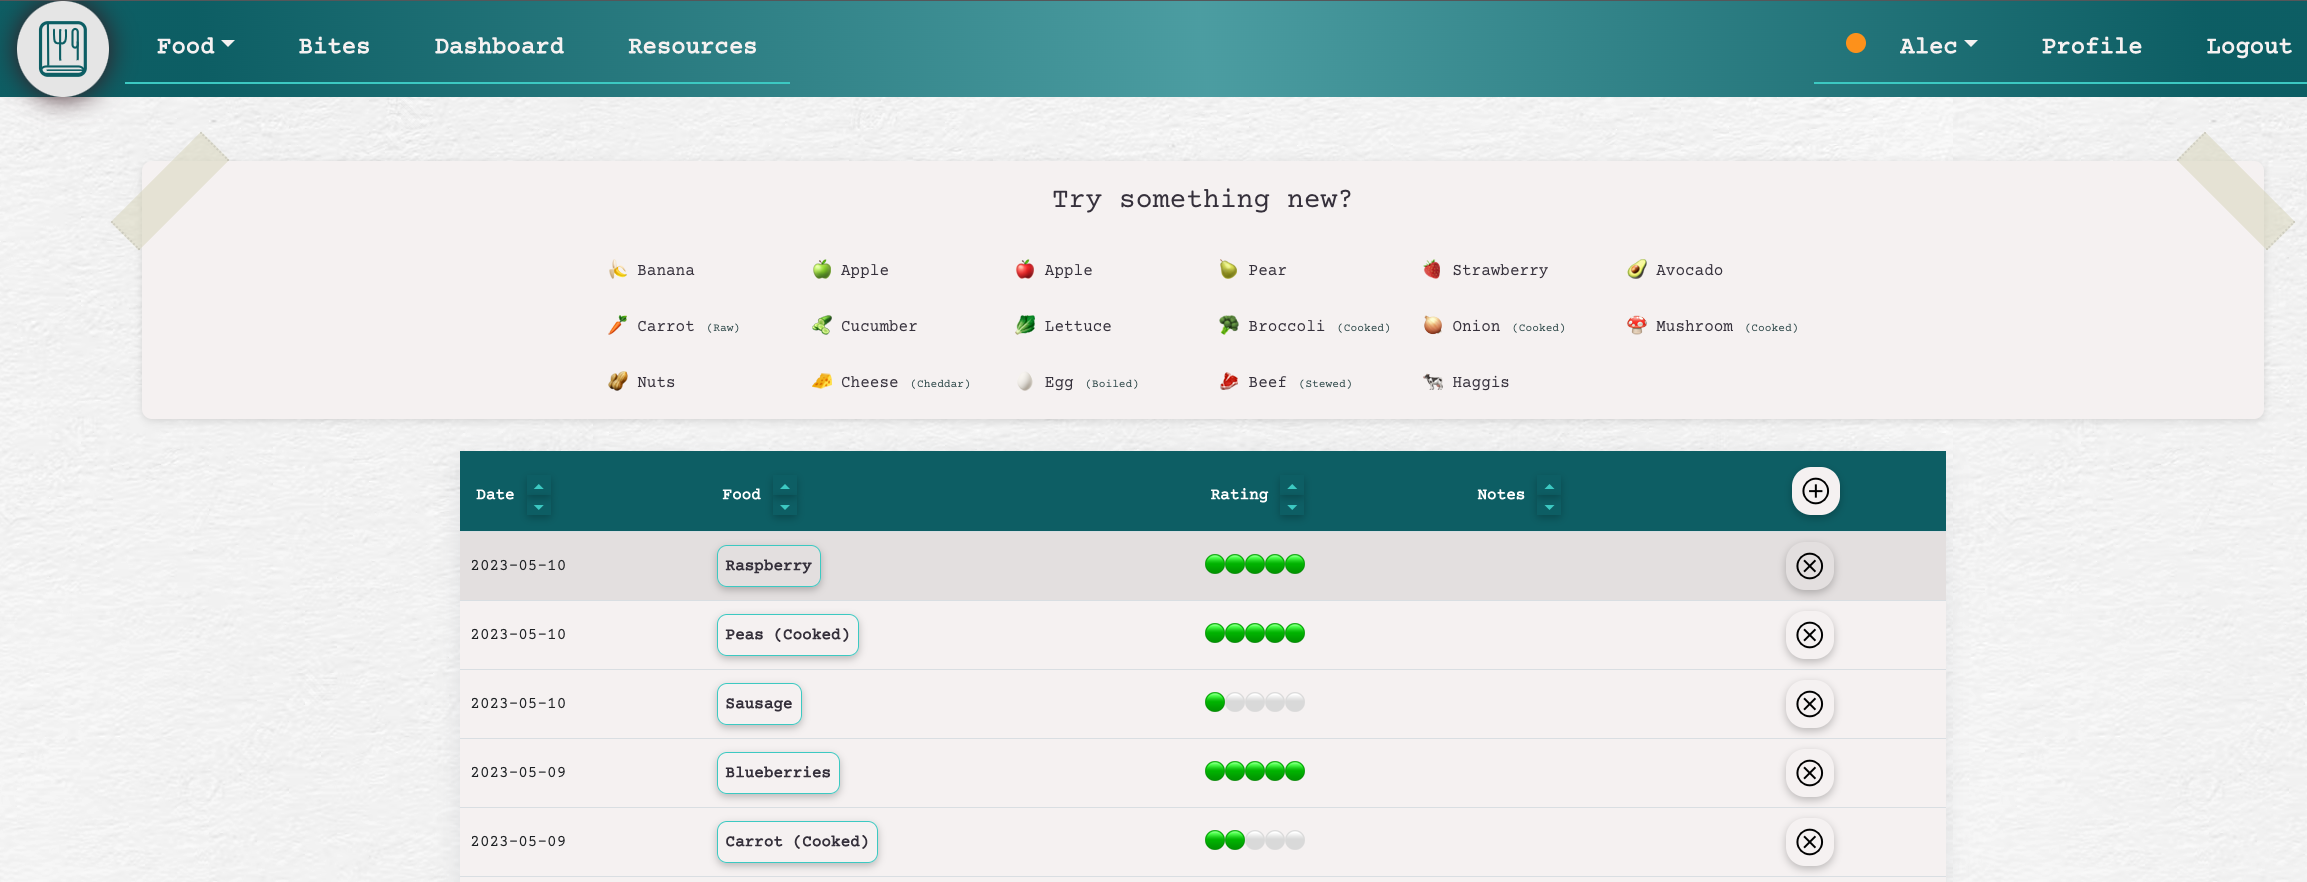 Food Bites Dashboard Resources Alec Profile Logout
Try something new?
Banana Apple Apple Pear Strawberry Avocado
Carrot (Raw) Cucumber Lettuce Broccoli (Cooked) Onion (Cooked) Mushroom (Cooked)
Nuts Cheese (Cheddar) Egg (Boiled) Beef (Stewed) Haggis
Date Food Rating Notes
2023-05-10 Raspberry
2023-05-10 Peas (Cooked)
2023-05-10 Sausage
2023-05-09 Blueberries
2023-05-09 Carrot (Cooked)